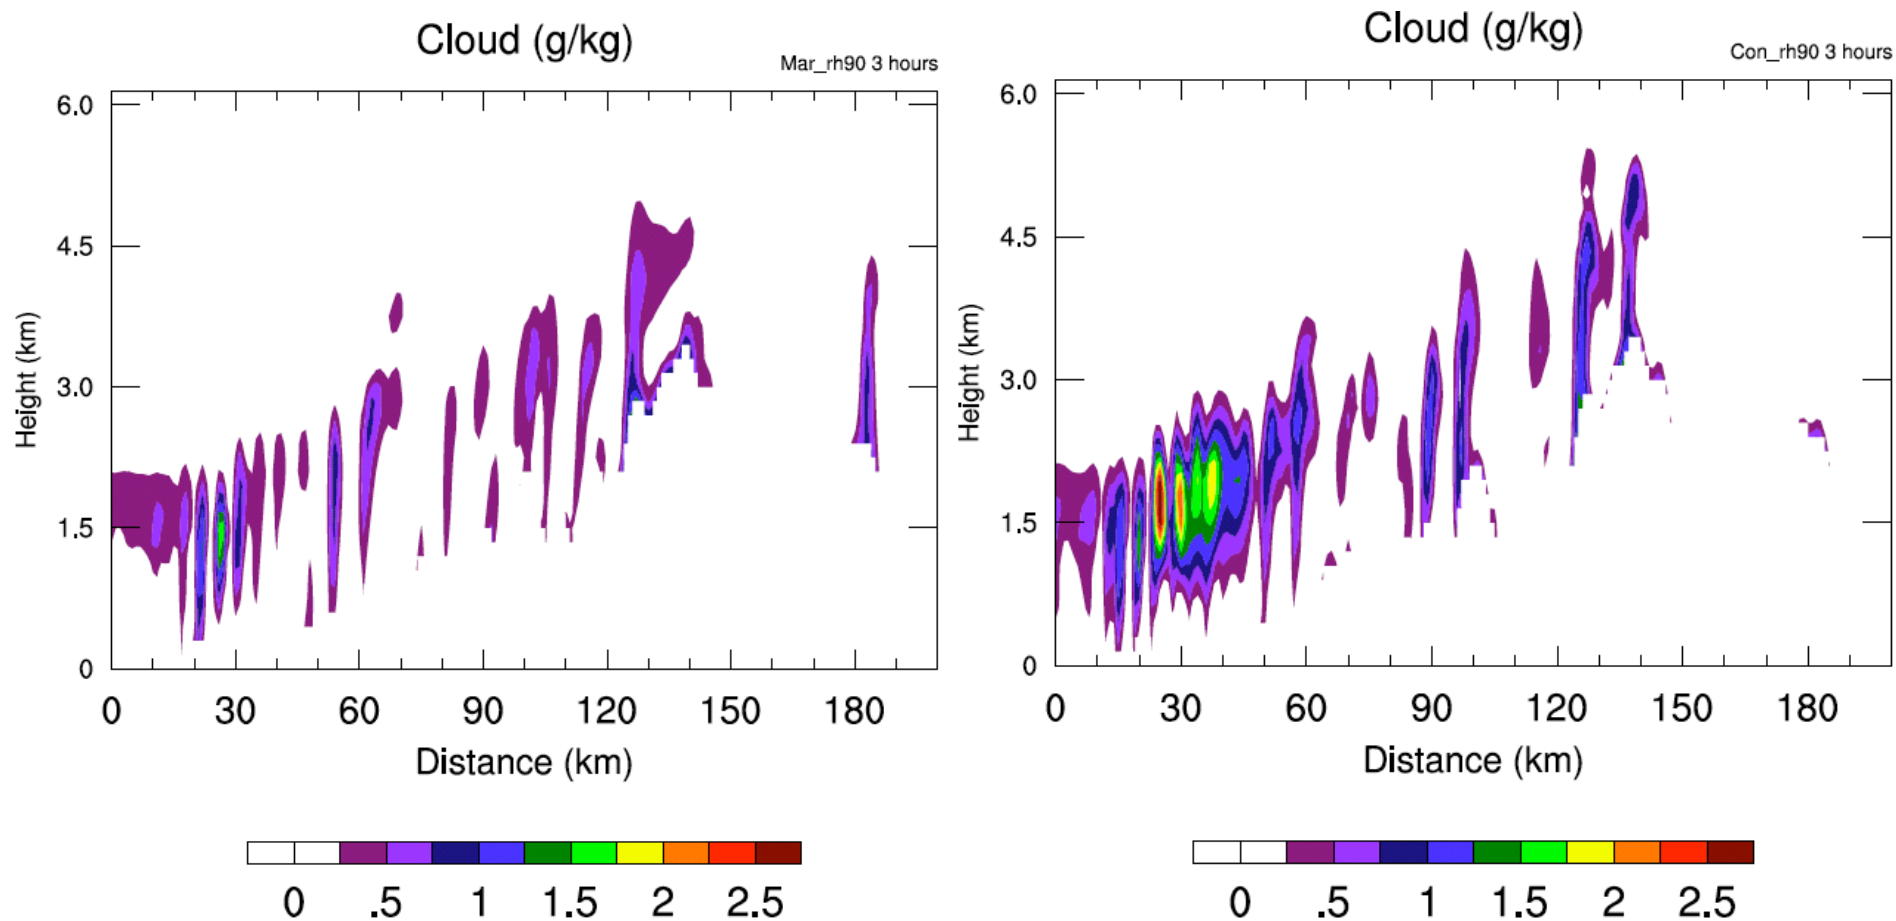 Cloud (g/kg)
Mar_rh90 3 hours
6.0
4.5
3.0
1.5
0
Height (km)
0 30 60 90 120 150 180
Distance (km)
0 .5 1 1.5 2 2.5
Cloud (g/kg)
Con_rh90 3 hours
6.0
4.5
3.0
1.5
0
Height (km)
0 30 60 90 120 150 180
Distance (km)
0 .5 1 1.5 2 2.5